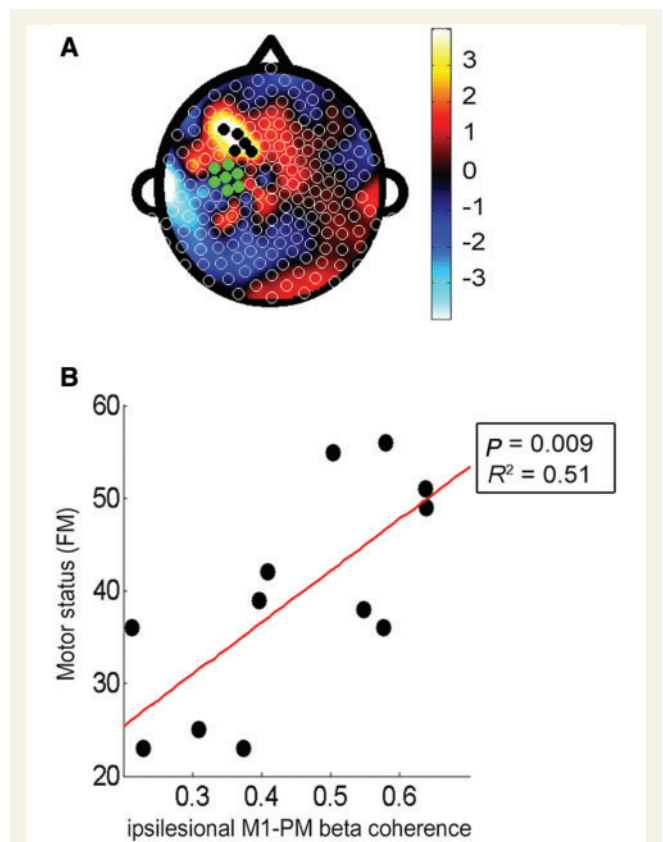 A
3
2
1
0
-1
-2
-3
B
60
50
40
30
20
Motor status (FM)
P = 0.009
R² = 0.51
0.3 0.4 0.5 0.6
ipsilesional M1-PM beta coherence